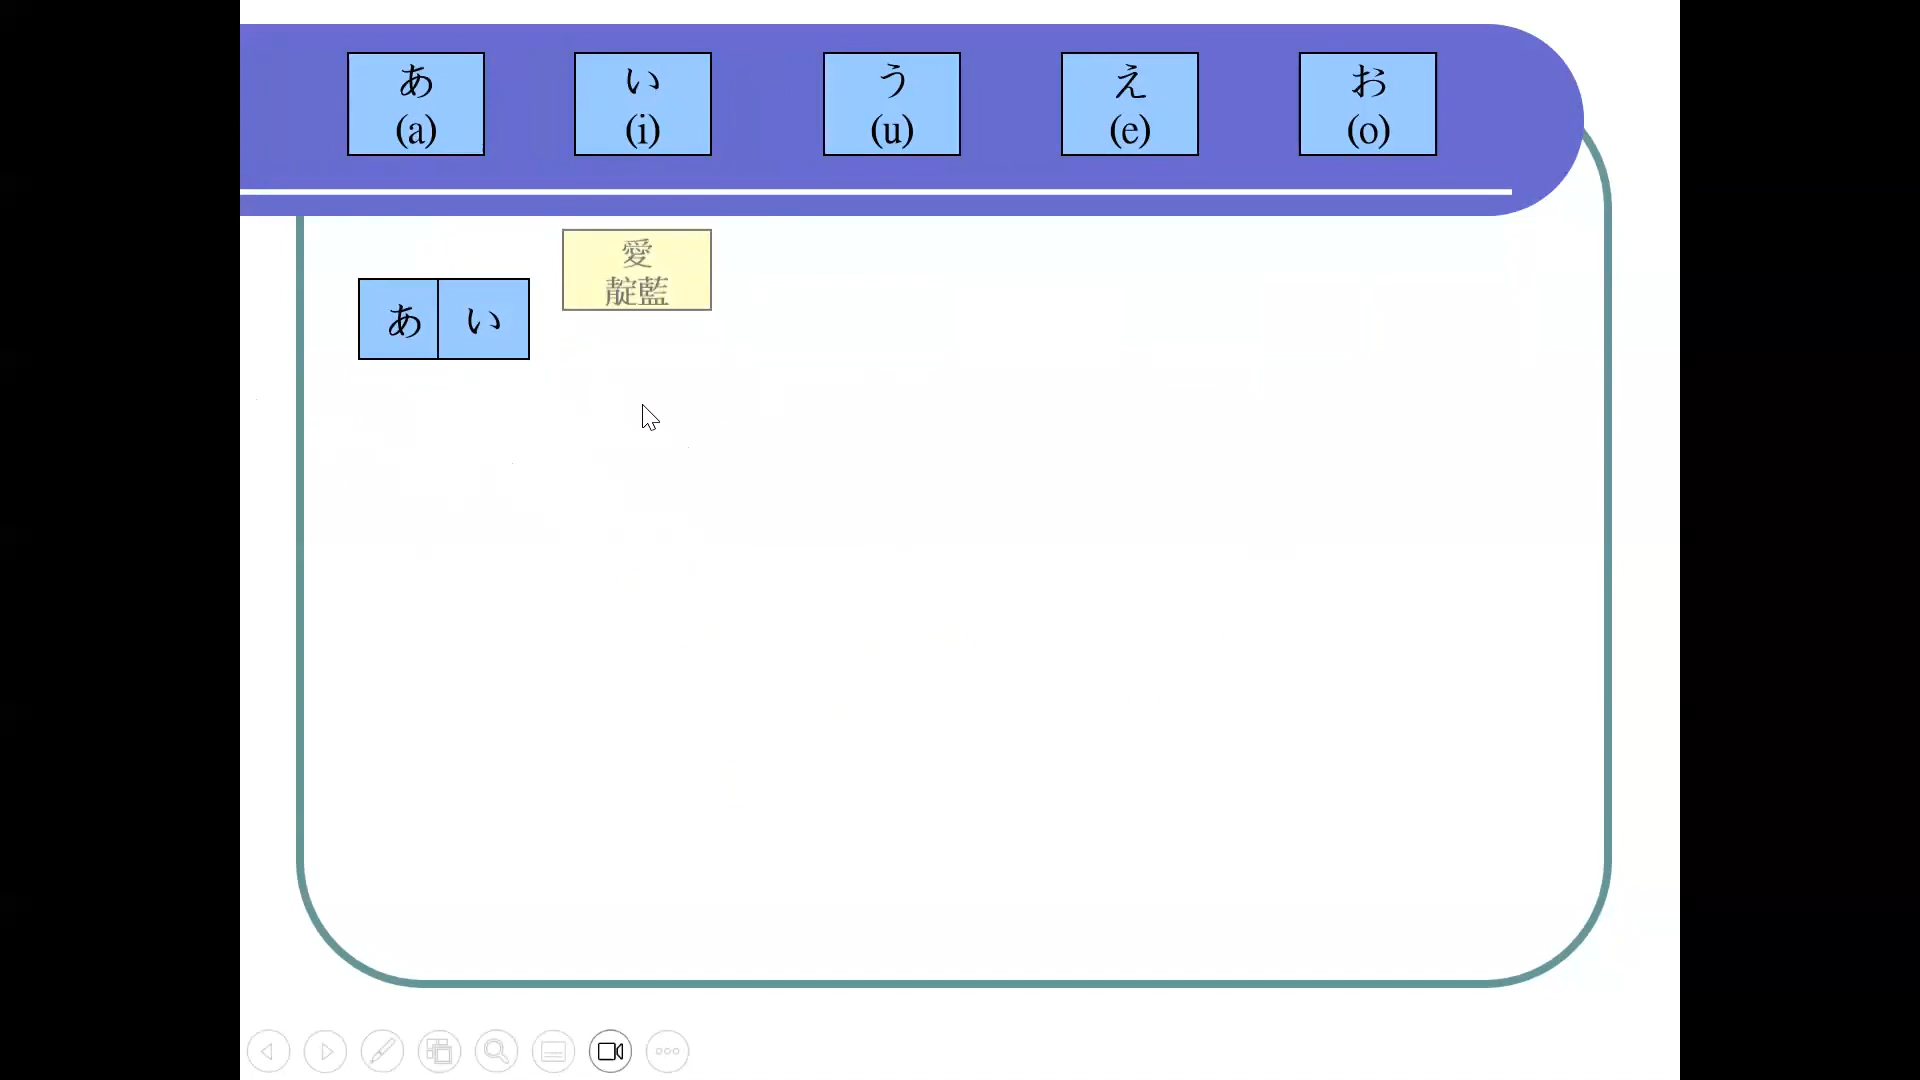 あ い う え お
(a) (i) (u) (e) (o)
愛
靛藍
あ い